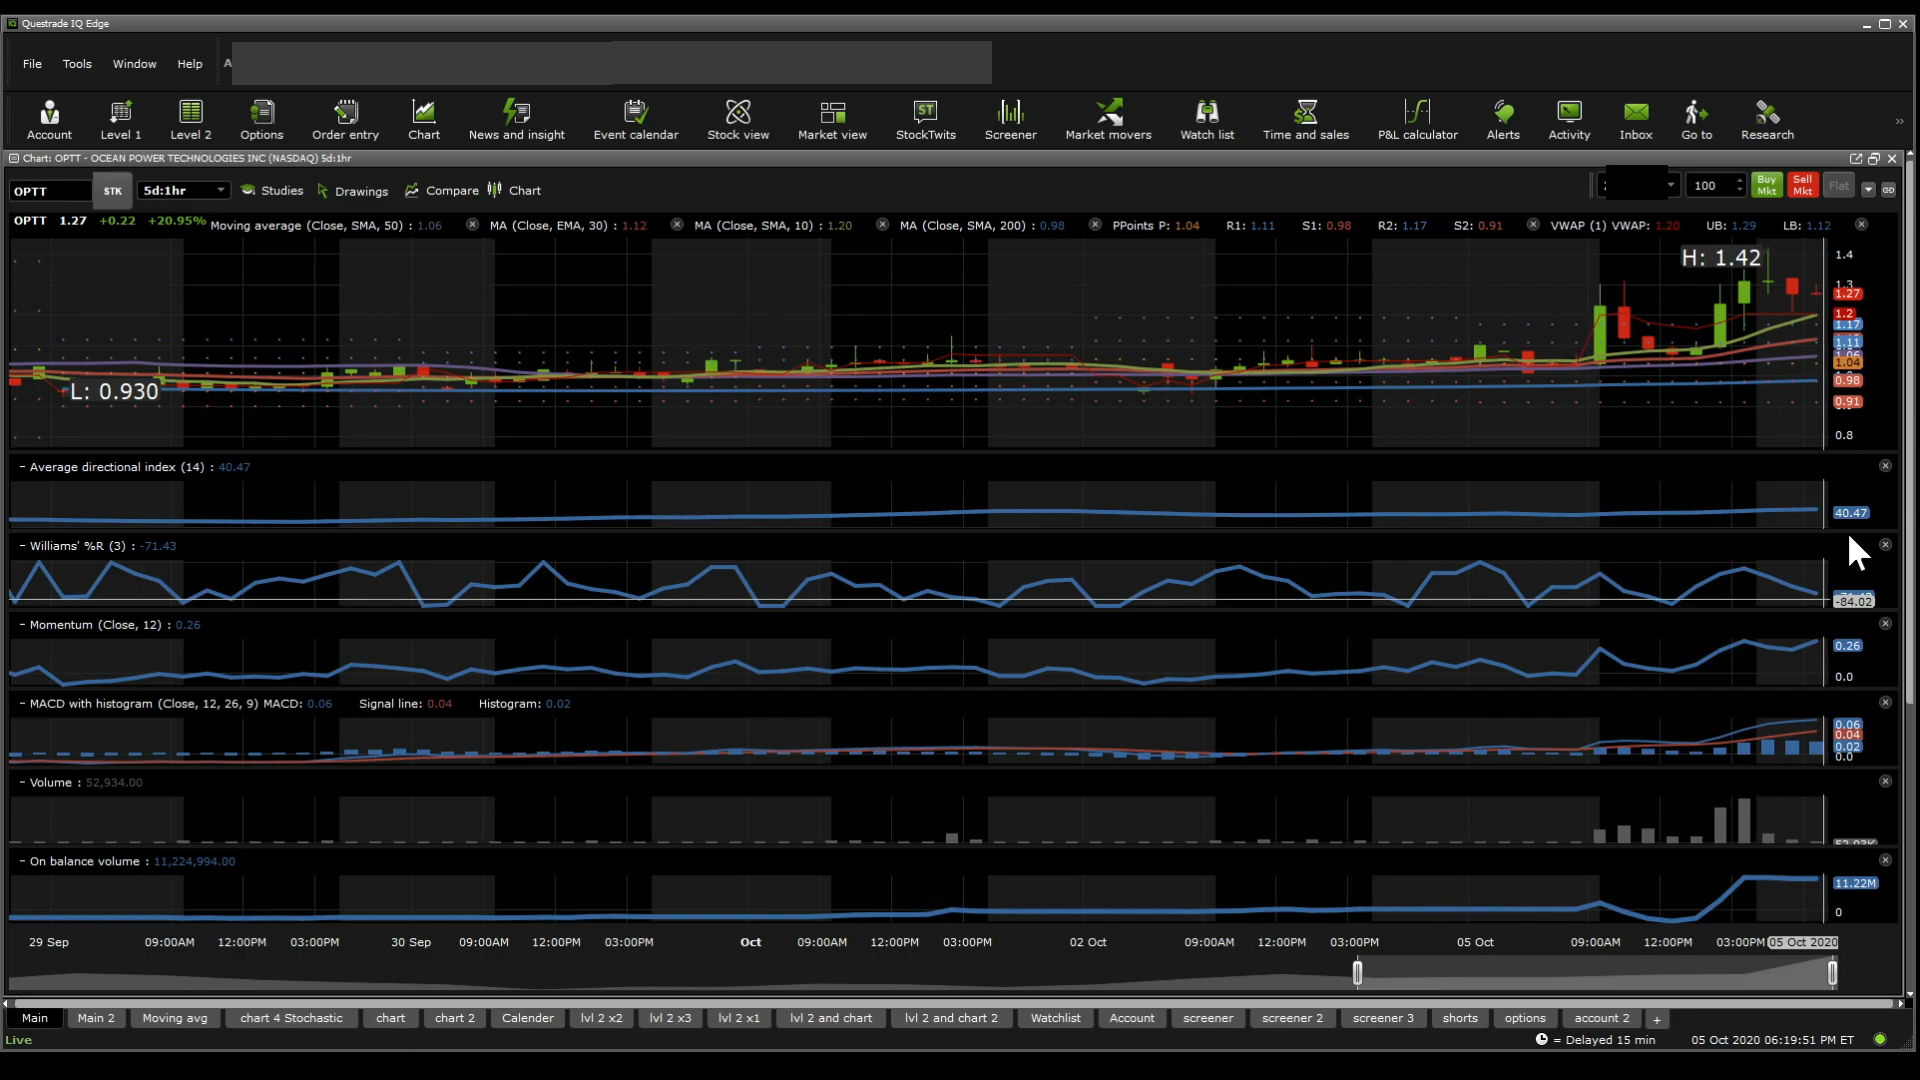 Questrade IQ Edge
File Tools Window Help A
Account Level 1 Level 2 Options Order entry Chart News and insight Event calendar Stock view Market view StockTwits Screener Market movers Watch list Time and sales P&L calculator Alerts Activity Inbox Go to Research
Chart: OPTT - OCEAN POWER TECHNOLOGIES INC (NASDAQ) 5d:1hr
OPTT STK 5d:1hr Studies Drawings Compare Chart 100 Buy Mkt Sell Mkt Flat
OPTT 1.27 +0.22 +20.95% Moving average (Close, SMA, 50) : 1.06 MA (Close, EMA, 30) : 1.12 MA (Close, SMA, 10) : 1.20 MA (Close, SMA, 200) : 0.98 PPoints P: 1.04 R1: 1.11 S1: 0.98 R2: 1.17 S2: 0.91 VWAP (1) VWAP: 1.20 UB: 1.29 LB: 1.12
H: 1.42
L: 0.930
1.4
1.3
1.27
1.2
1.17
1.11
1.06
1.04
0.98
0.91
0.8
- Average directional index (14) : 40.47
40.47
- Williams' %R (3) : -71.43
-84.02
- Momentum (Close, 12) : 0.26
0.26
0.0
- MACD with histogram (Close, 12, 26, 9) MACD: 0.06 Signal line: 0.04 Histogram: 0.02
0.06
0.04
0.02
0.0
- Volume : 52,934.00
- On balance volume : 11,224,994.00
11.22M
0
29 Sep 09:00AM 12:00PM 03:00PM 30 Sep 09:00AM 12:00PM 03:00PM Oct 09:00AM 12:00PM 03:00PM 02 Oct 09:00AM 12:00PM 03:00PM 05 Oct 09:00AM 12:00PM 03:00PM 05 Oct 2020
Main Main 2 Moving avg chart 4 Stochastic chart chart 2 Calender lvl 2 x2 lvl 2 x3 lvl 2 x1 lvl 2 and chart lvl 2 and chart 2 Watchlist Account screener screener 2 screener 3 shorts options account 2 +
Live = Delayed 15 min 05 Oct 2020 06:19:51 PM ET